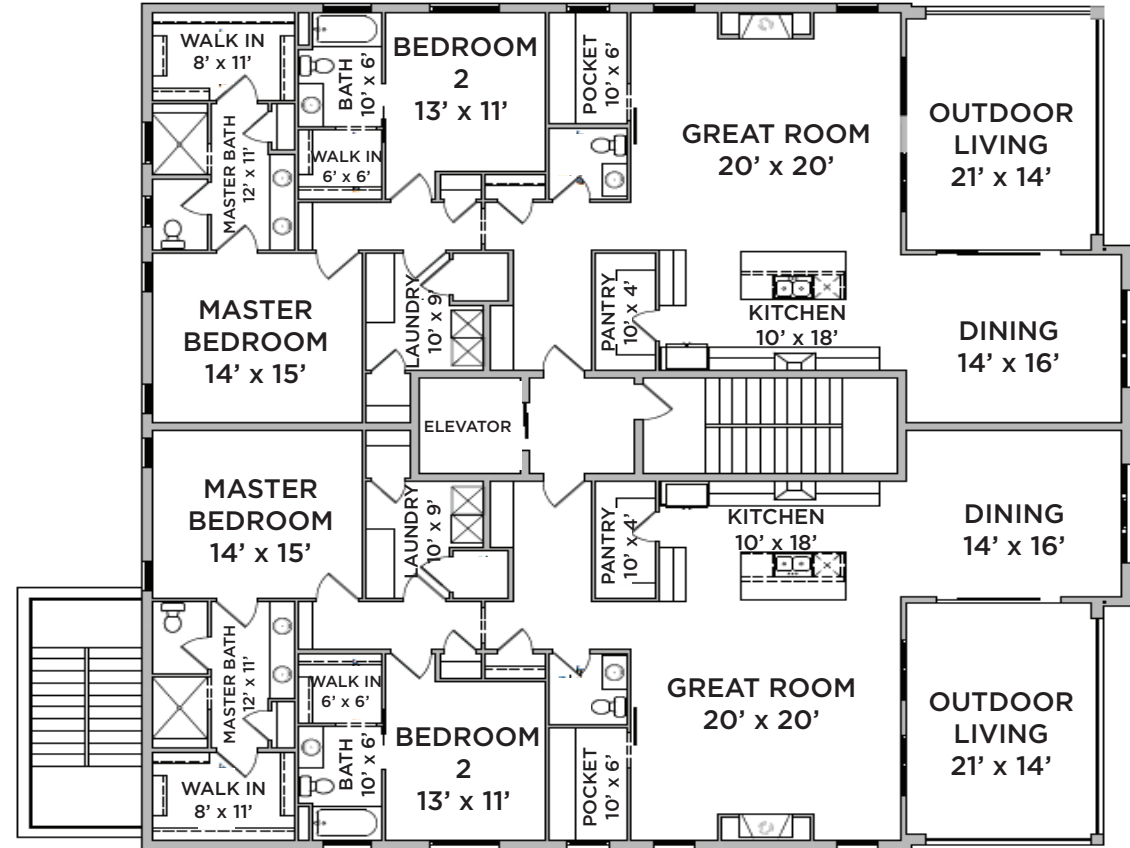 WALK IN
8’ x 11’
BATH
10’ x 6’
BEDROOM
2
13’ x 11’
POCKET
10’ x 6’
GREAT ROOM
20’ x 20’
OUTDOOR
LIVING
21’ x 14’
MASTER BATH
12’ x 11’
WALK IN
6’ x 6’
MASTER
BEDROOM
14’ x 15’
LAUNDRY
10’ x 9’
PANTRY
10’ x 4’
KITCHEN
10’ x 18’
DINING
14’ x 16’
ELEVATOR
MASTER
BEDROOM
14’ x 15’
LAUNDRY
10’ x 9’
PANTRY
10’ x 4’
KITCHEN
10’ x 18’
DINING
14’ x 16’
MASTER BATH
12’ x 11’
WALK IN
6’ x 6’
GREAT ROOM
20’ x 20’
OUTDOOR
LIVING
21’ x 14’
WALK IN
8’ x 11’
BATH
10’ x 6’
BEDROOM
2
13’ x 11’
POCKET
10’ x 6’